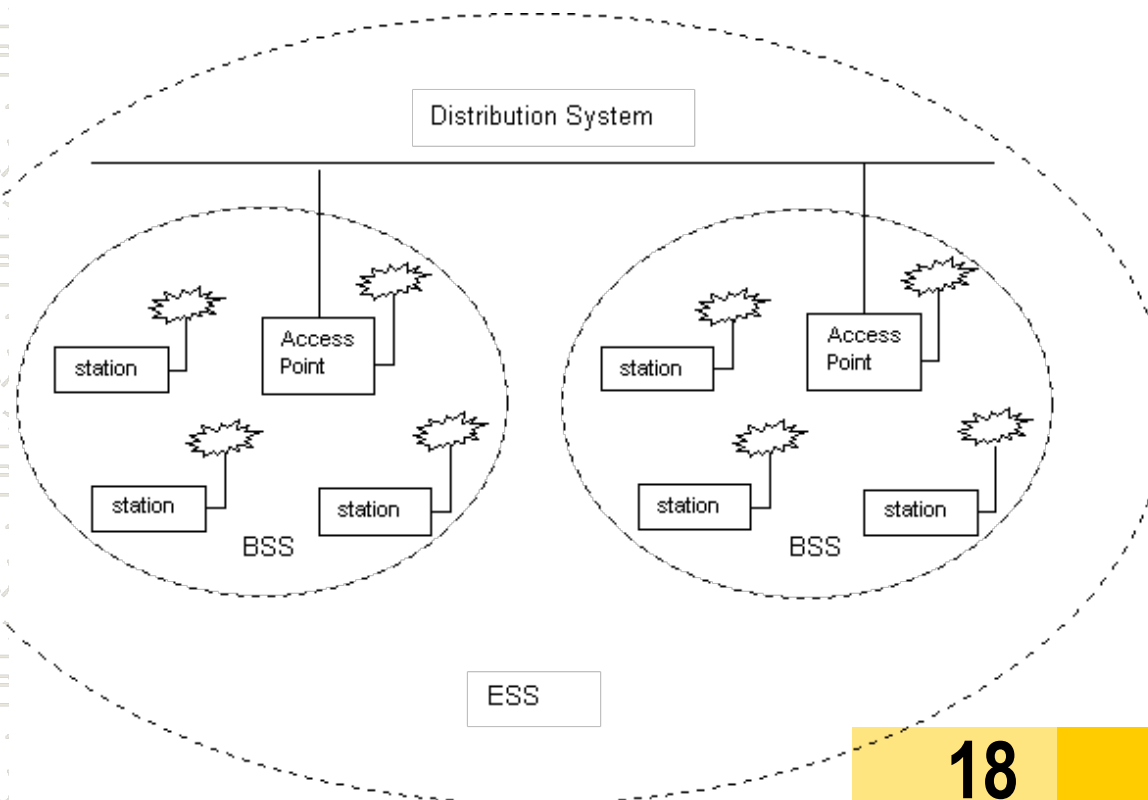 Distribution System
Access
Point
station
station
station
BSS
Access
Point
station
station
station
BSS
ESS
18